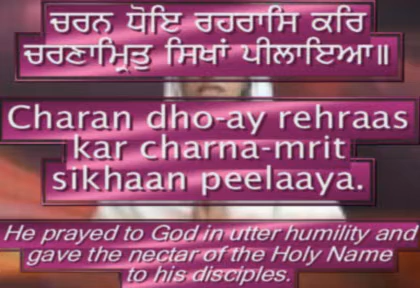 ਚਰਨ ਧੋਇ ਰਹਰਾਸਿ ਕਰਿ
ਚਰਣਾਮ੍ਰਿਤੁ ਸਿਖਾਂ ਪੀਲਾਇਆ॥
Charan dho-ay rehraas
kar charna-mrit
sikhaan peelaaya.
He prayed to God in utter humility and
gave the nectar of the Holy Name
to his disciples.